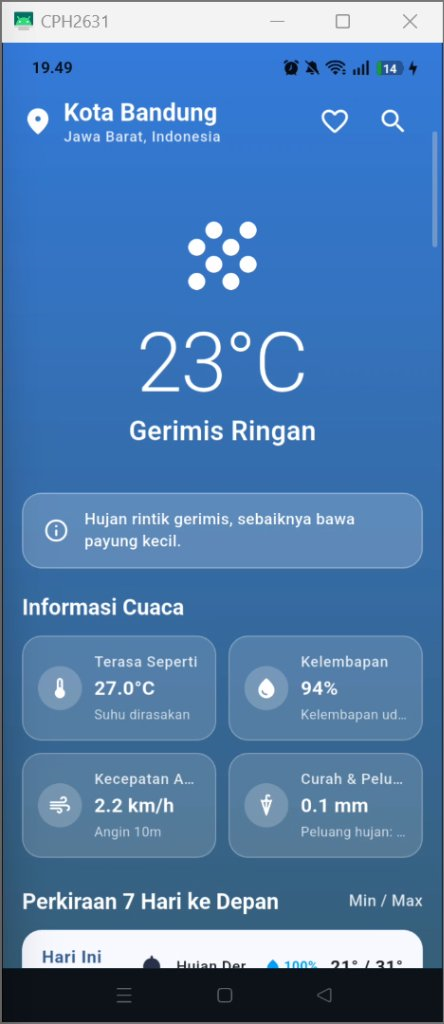 CPH2631
19.49
14
Kota Bandung
Jawa Barat, Indonesia
23°C
Gerimis Ringan
Hujan rintik gerimis, sebaiknya bawa
payung kecil.
Informasi Cuaca
Terasa Seperti
27.0°C
Suhu dirasakan
Kelembapan
94%
Kelembapan ud...
Kecepatan A...
2.2 km/h
Angin 10m
Curah & Pelu...
0.1 mm
Peluang hujan: ...
Perkiraan 7 Hari ke Depan
Min / Max
Hari Ini
Hujan Der
100%
21° / 31°